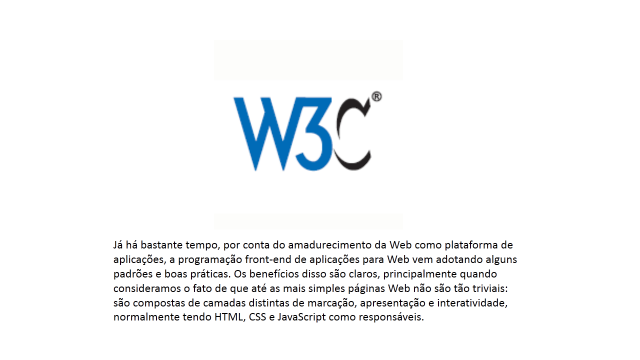 W3C®
Já há bastante tempo, por conta do amadurecimento da Web como plataforma de
aplicações, a programação front-end de aplicações para Web vem adotando alguns
padrões e boas práticas. Os benefícios disso são claros, principalmente quando
consideramos o fato de que até as mais simples páginas Web não são tão triviais:
são compostas de camadas distintas de marcação, apresentação e interatividade,
normalmente tendo HTML, CSS e JavaScript como responsáveis.